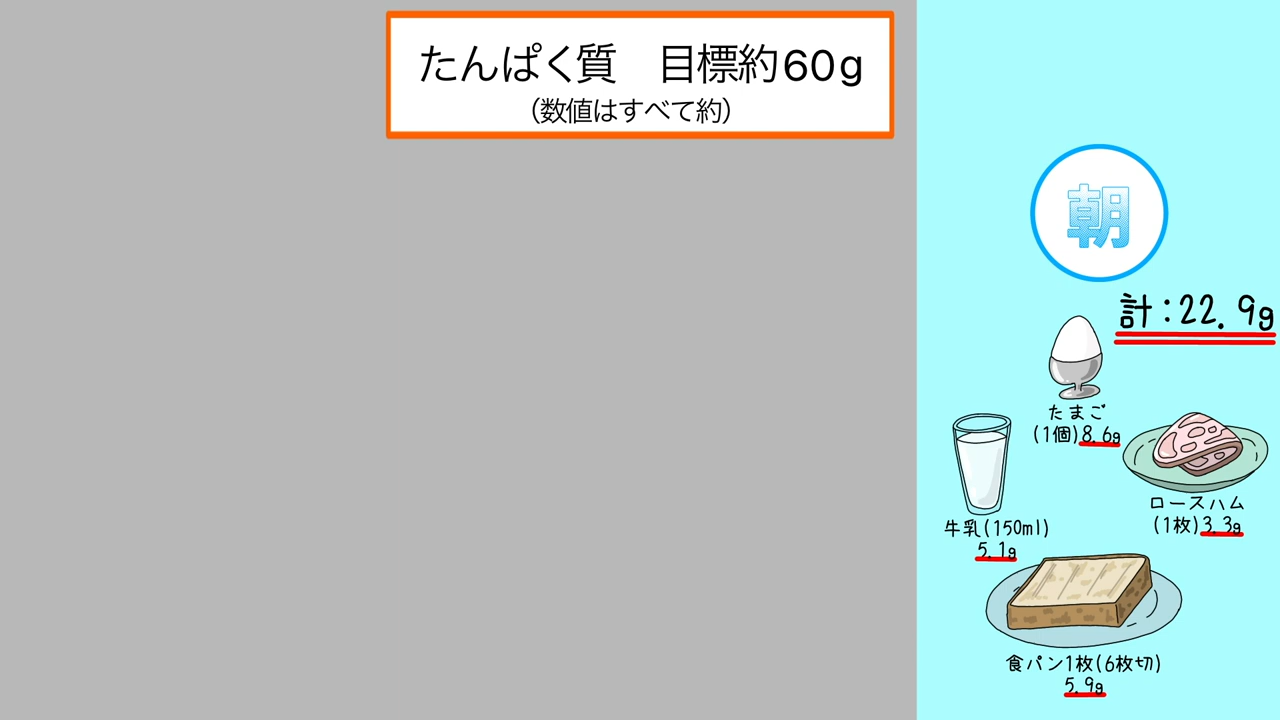 たんぱく質　目標約60g
（数値はすべて約）
朝
計：22.9g
たまご
(1個)8.6g
ロースハム
(1枚)3.3g
牛乳(150ml)
5.1g
食パン1枚(6枚切)
5.9g